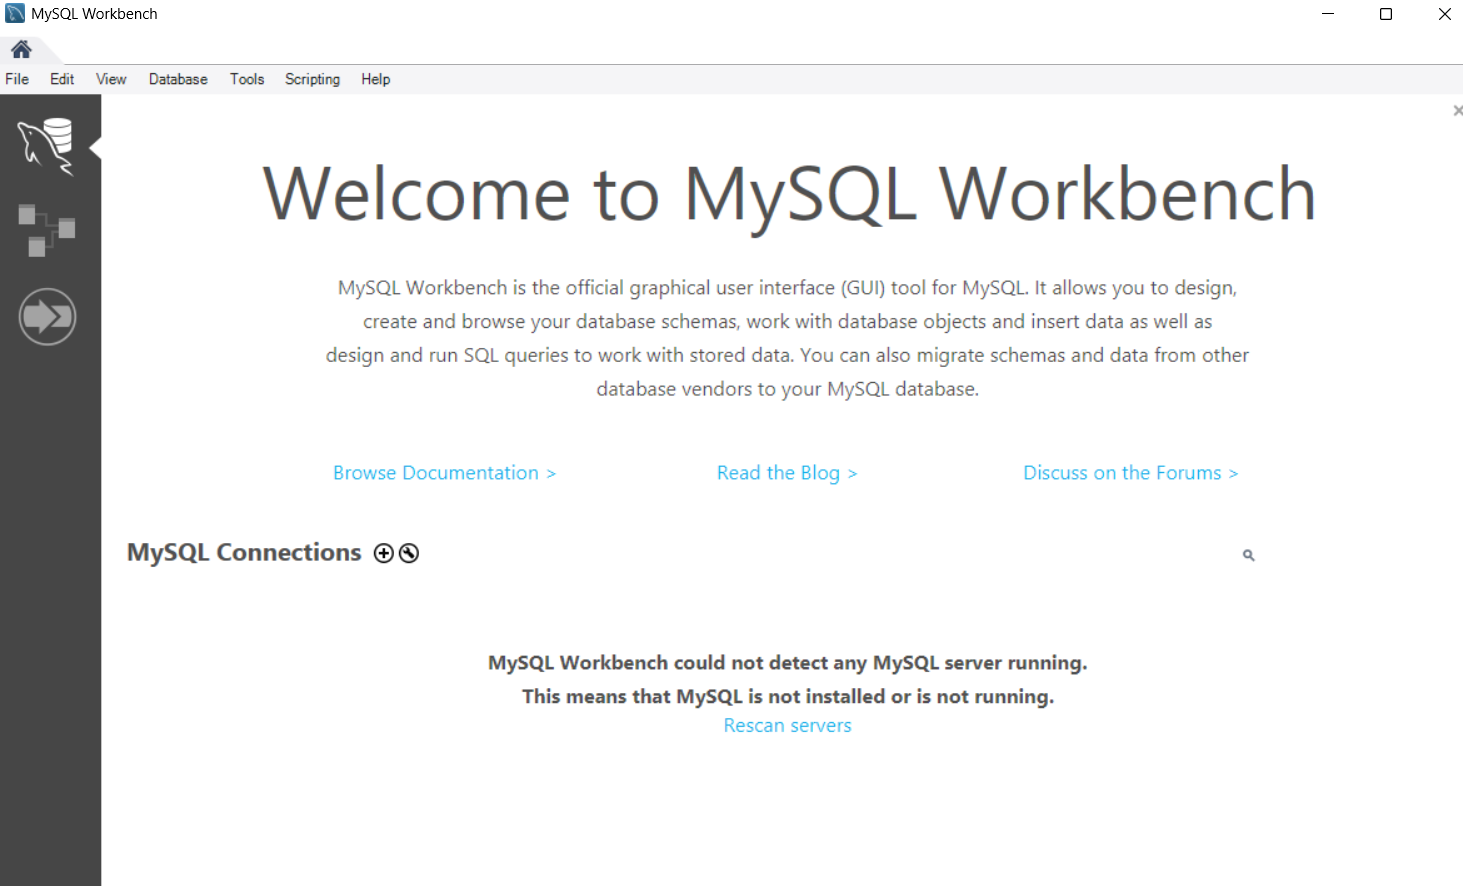 MySQL Workbench
File Edit View Database Tools Scripting Help
Welcome to MySQL Workbench
MySQL Workbench is the official graphical user interface (GUI) tool for MySQL. It allows you to design,
create and browse your database schemas, work with database objects and insert data as well as
design and run SQL queries to work with stored data. You can also migrate schemas and data from other
database vendors to your MySQL database.
Browse Documentation > Read the Blog > Discuss on the Forums >
MySQL Connections
MySQL Workbench could not detect any MySQL server running.
This means that MySQL is not installed or is not running.
Rescan servers